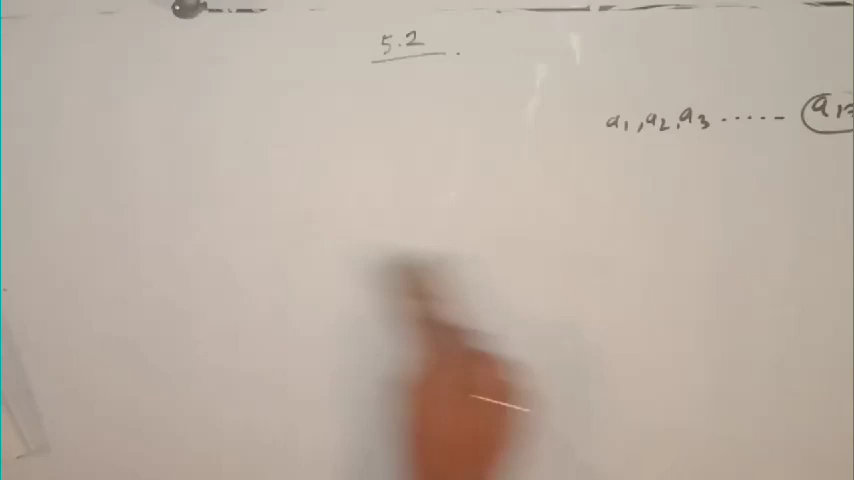 5.2
a1, a2, a3 ......